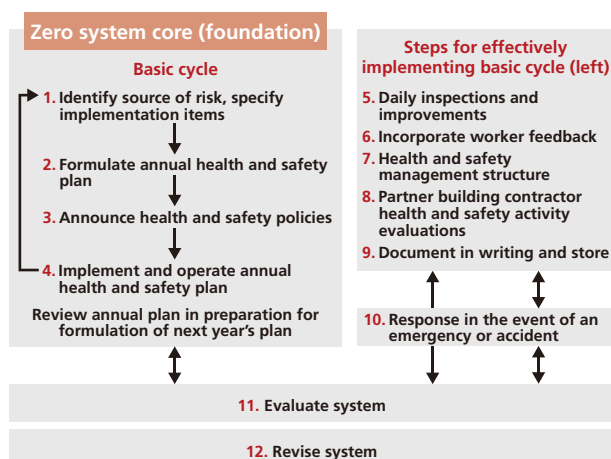 Zero system core (foundation)
Basic cycle
1. Identify source of risk, specify
implementation items
2. Formulate annual health and safety
plan
3. Announce health and safety policies
4. Implement and operate annual
health and safety plan
Review annual plan in preparation for
formulation of next year's plan
Steps for effectively
implementing basic cycle (left)
5. Daily inspections and
improvements
6. Incorporate worker feedback
7. Health and safety
management structure
8. Partner building contractor
health and safety activity
evaluations
9. Document in writing and store
10. Response in the event of an
emergency or accident
11. Evaluate system
12. Revise system